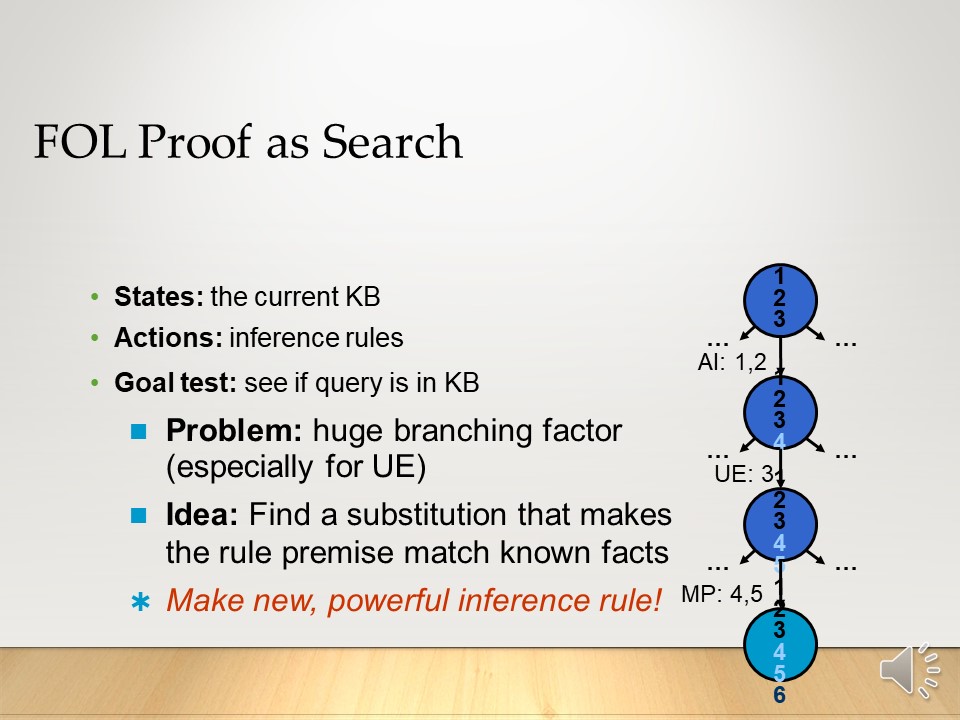 FOL Proof as Search
• States: the current KB
• Actions: inference rules
• Goal test: see if query is in KB
■ Problem: huge branching factor
(especially for UE)
■ Idea: Find a substitution that makes
the rule premise match known facts
∗ Make new, powerful inference rule!
1
2
3
… …
AI: 1,2
1
2
3
4
… …
UE: 3
1
2
3
4
5
… …
MP: 4,5
1
2
3
4
5
6